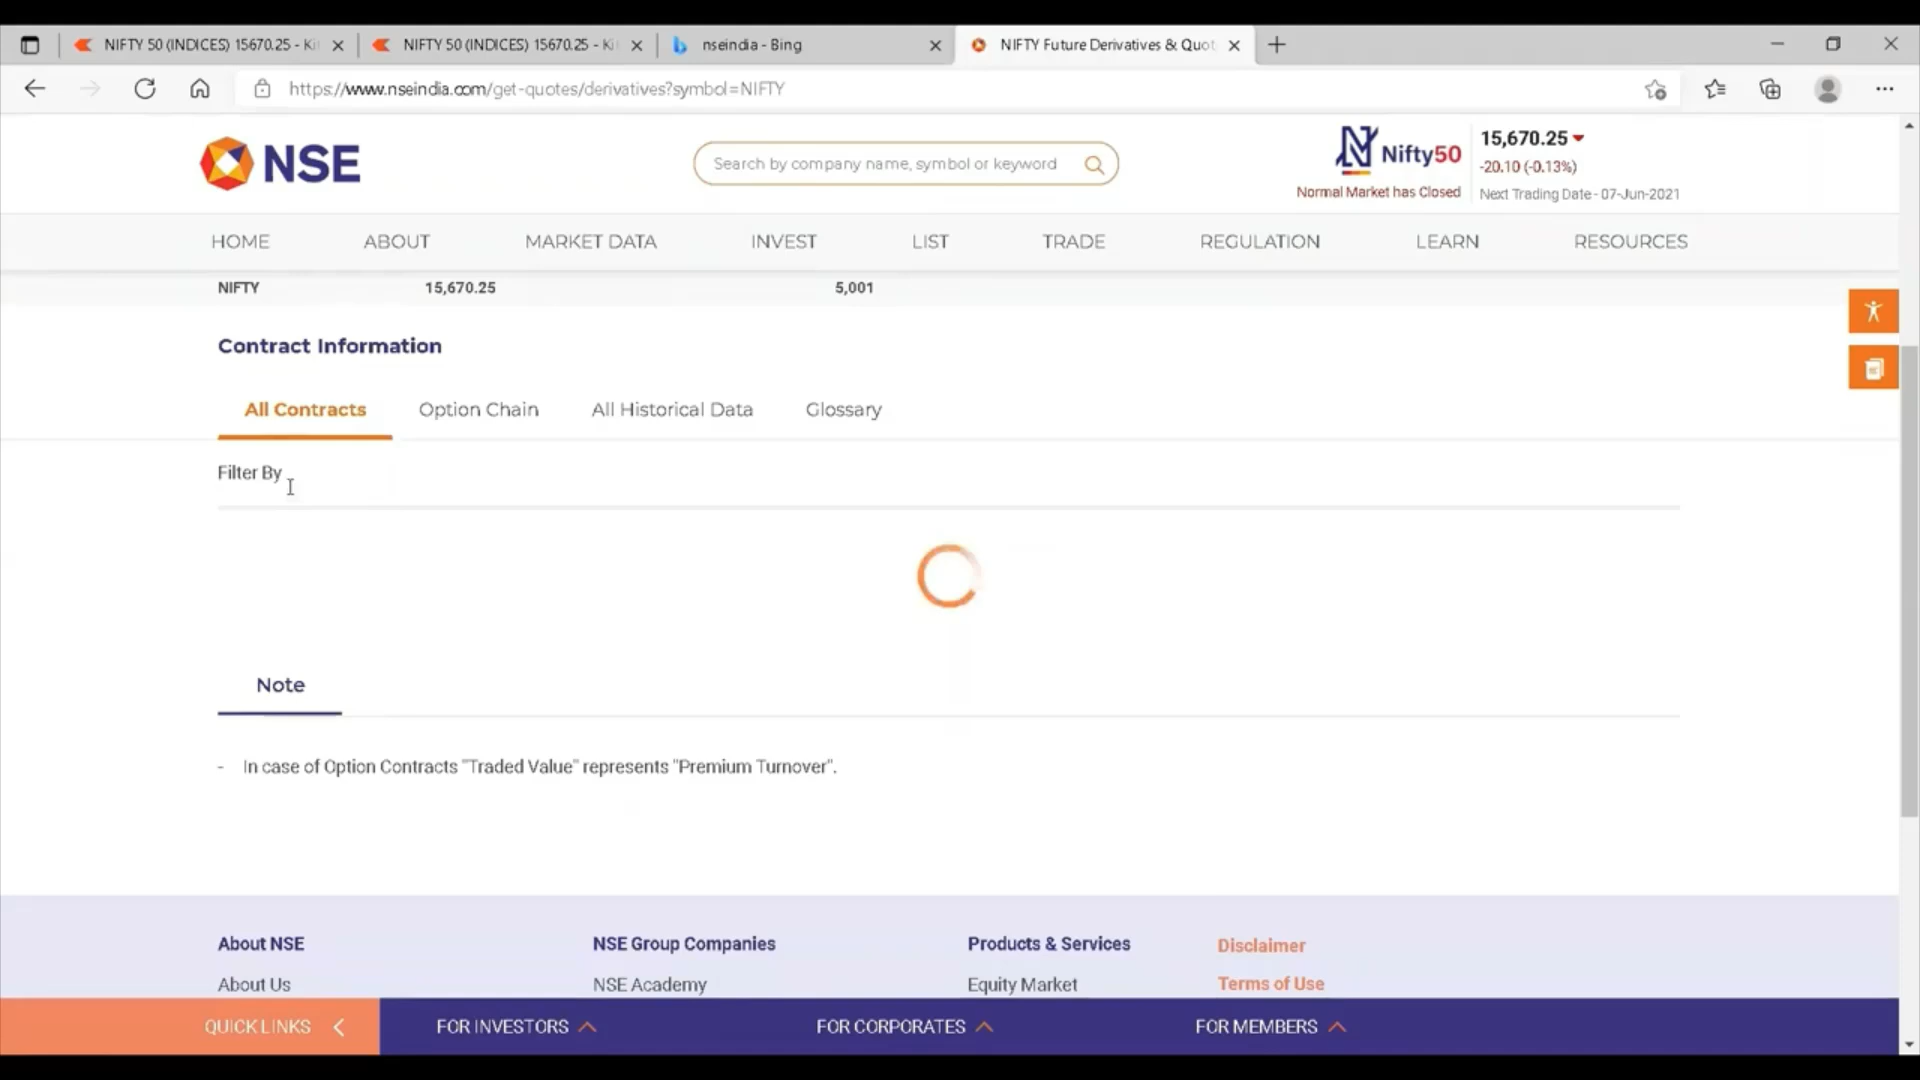 NIFTY 50 (INDICES) 15670.25 - Ki
NIFTY 50 (INDICES) 15670.25 - Ki
nseindia - Bing
NIFTY Future Derivatives & Quot
https://www.nseindia.com/get-quotes/derivatives?symbol=NIFTY
NSE
Search by company name, symbol or keyword
Nifty50
15,670.25
-20.10 (-0.13%)
Normal Market has Closed
Next Trading Date - 07-Jun-2021
HOME
ABOUT
MARKET DATA
INVEST
LIST
TRADE
REGULATION
LEARN
RESOURCES
NIFTY 15,670.25 5,001
Contract Information
All Contracts
Option Chain
All Historical Data
Glossary
Filter By
Note
- In case of Option Contracts "Traded Value" represents "Premium Turnover".
About NSE
NSE Group Companies
Products & Services
Disclaimer
About Us
NSE Academy
Equity Market
Terms of Use
QUICK LINKS
FOR INVESTORS
FOR CORPORATES
FOR MEMBERS